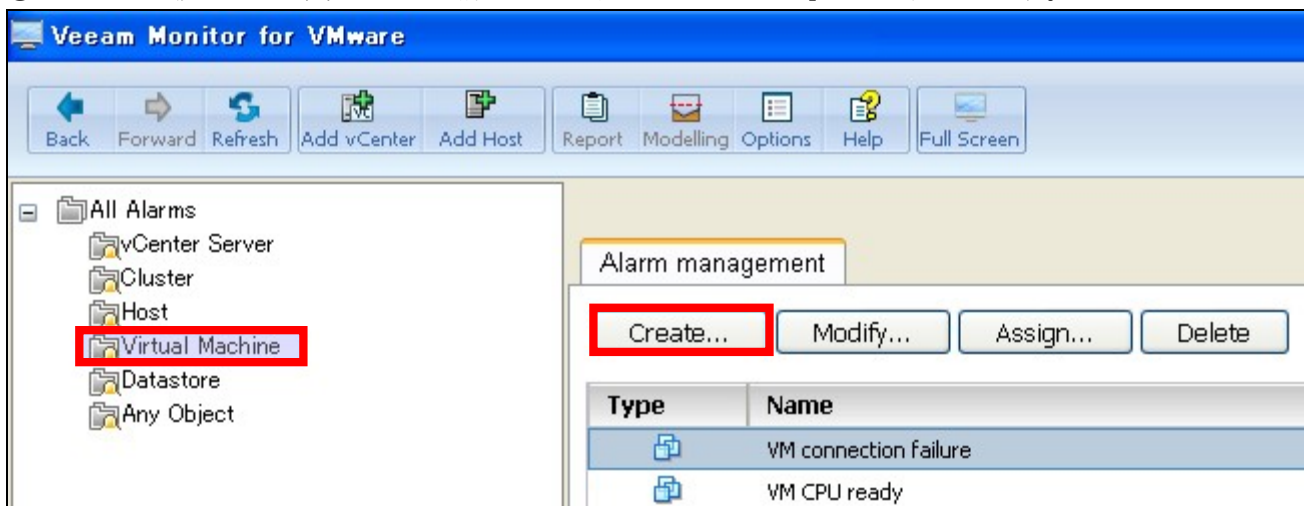 Veeam Monitor for VMware
Back Forward Refresh Add vCenter Add Host Report Modelling Options Help Full Screen
All Alarms
vCenter Server
Cluster
Host
Virtual Machine
Datastore
Any Object
Alarm management
Create... Modify... Assign... Delete
Type Name
VM connection failure
VM CPU ready